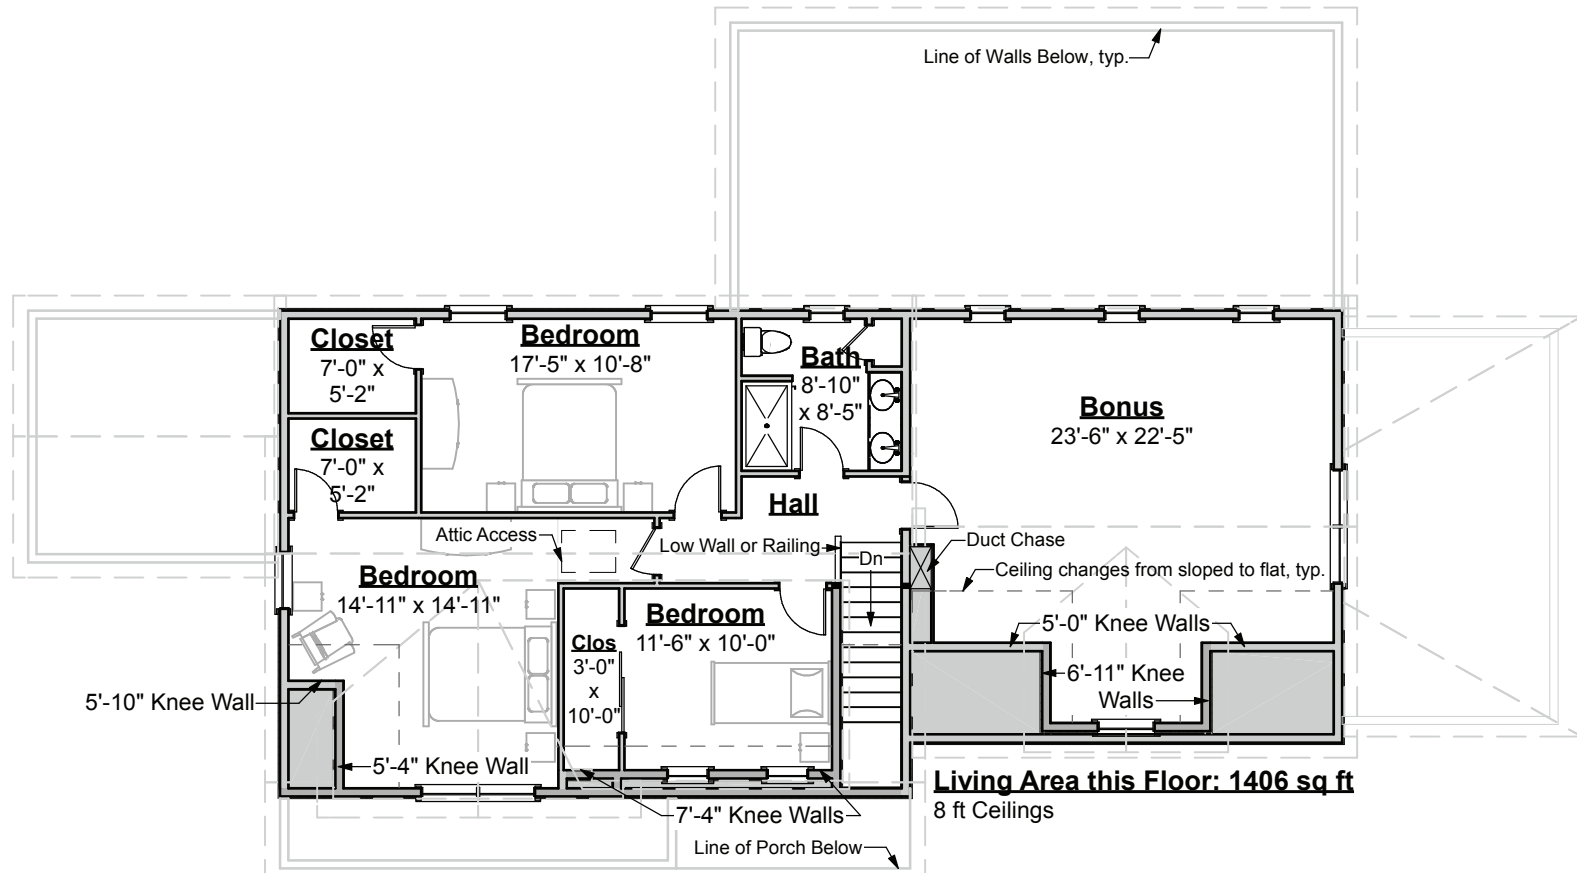 Line of Walls Below, typ.
Closet
7'-0" x
5'-2"
Bedroom
17'-5" x 10'-8"
Bath
8'-10"
x 8'-5"
Bonus
23'-6" x 22'-5"
Closet
7'-0" x
5'-2"
Hall
Attic Access
Low Wall or Railing
Dn
Duct Chase
Ceiling changes from sloped to flat, typ.
Bedroom
14'-11" x 14'-11"
Clos
3'-0"
x
10'-0"
Bedroom
11'-6" x 10'-0"
5'-0" Knee Walls
6'-11" Knee
Walls
5'-10" Knee Wall
5'-4" Knee Wall
7'-4" Knee Walls
Living Area this Floor: 1406 sq ft
8 ft Ceilings
Line of Porch Below